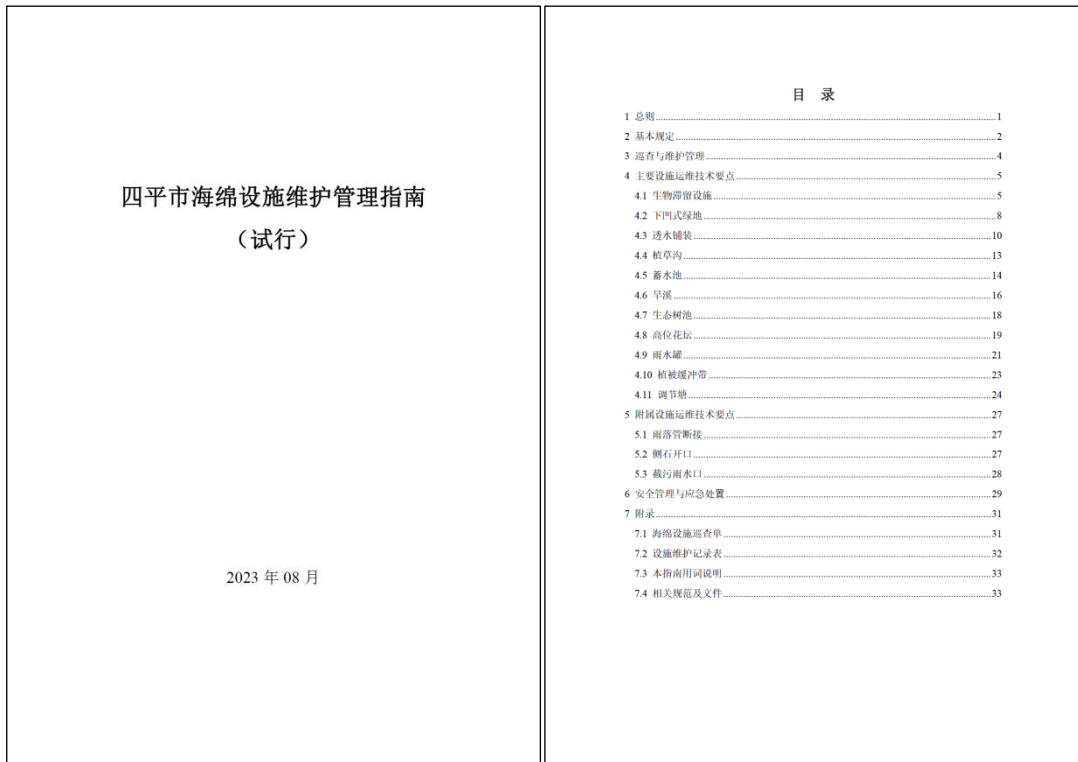 四平市海绵设施维护管理指南
（试行）
2023 年 08 月
目 录
1 总则........1
2 基本规定........2
3 巡查与维护管理........4
4 主要设施运维技术要点........5
4.1 生物滞留设施........5
4.2 下凹式绿地........8
4.3 透水铺装........10
4.4 植草沟........13
4.5 蓄水池........14
4.6 旱溪........16
4.7 生态树池........18
4.8 高位花坛........19
4.9 雨水罐........21
4.10 植被缓冲带........23
4.11 调节塘........24
5 附属设施运维技术要点........27
5.1 雨落管断接........27
5.2 侧石开口........27
5.3 截污雨水口........28
6 安全管理与应急处置........29
7 附录........31
7.1 海绵设施巡查单........31
7.2 设施维护记录表........32
7.3 本指南用词说明........33
7.4 相关规范及文件........33